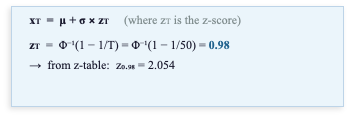 xT = μ + σ × zT (where zT is the z-score)
zT = Φ⁻¹(1 − 1/T) = Φ⁻¹(1 − 1/50) = 0.98
→ from z-table: z₀.₉₈ = 2.054